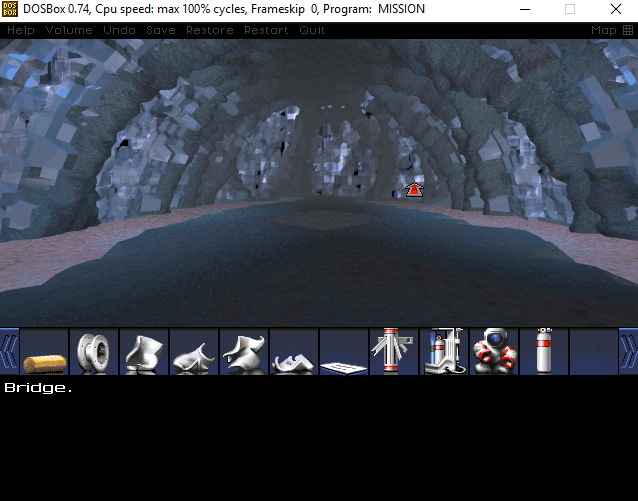 DOSBox 0.74, Cpu speed: max 100% cycles, Frameskip 0, Program: MISSION
Help Volume Undo Save Restore Restart Quit Map
Bridge.